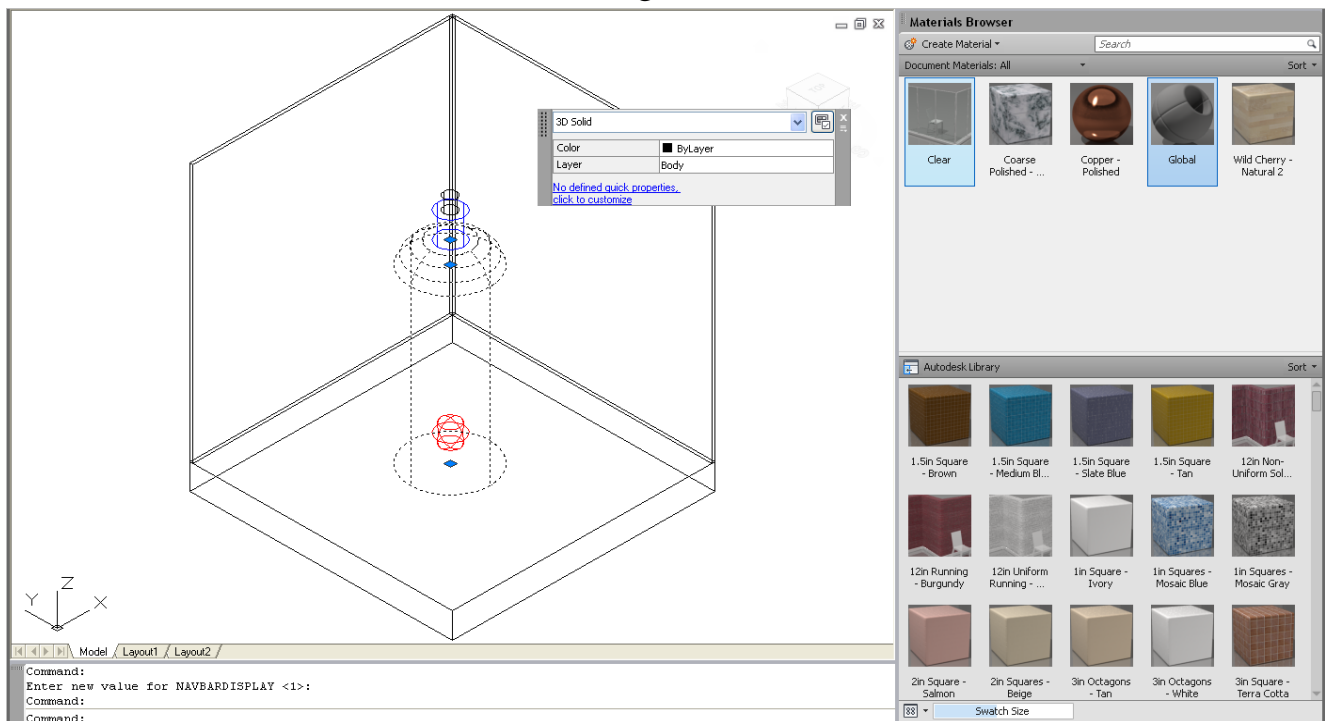 Materials Browser
Create Material
Search
Document Materials: All
Sort
Clear
Coarse
Polished - ...
Copper -
Polished
Global
Wild Cherry -
Natural 2
3D Solid
Color
ByLayer
Layer
Body
No defined quick properties,
click to customize
Autodesk Library
Sort
1.5in Square
- Brown
1.5in Square
- Medium Bl...
1.5in Square
- Slate Blue
1.5in Square
- Tan
12in Non-
Uniform Sol...
12in Running
- Burgundy
12in Uniform
Running - ...
1in Square -
Ivory
1in Squares -
Mosaic Blue
1in Squares -
Mosaic Gray
2in Square -
Salmon
2in Squares -
Beige
3in Octagons
- Tan
3in Octagons
- White
3in Square -
Terra Cotta
Swatch Size
Z
Y
X
Model
Layout1
Layout2
Command:
Enter new value for NAVBARDISPLAY <1>:
Command:
Command: